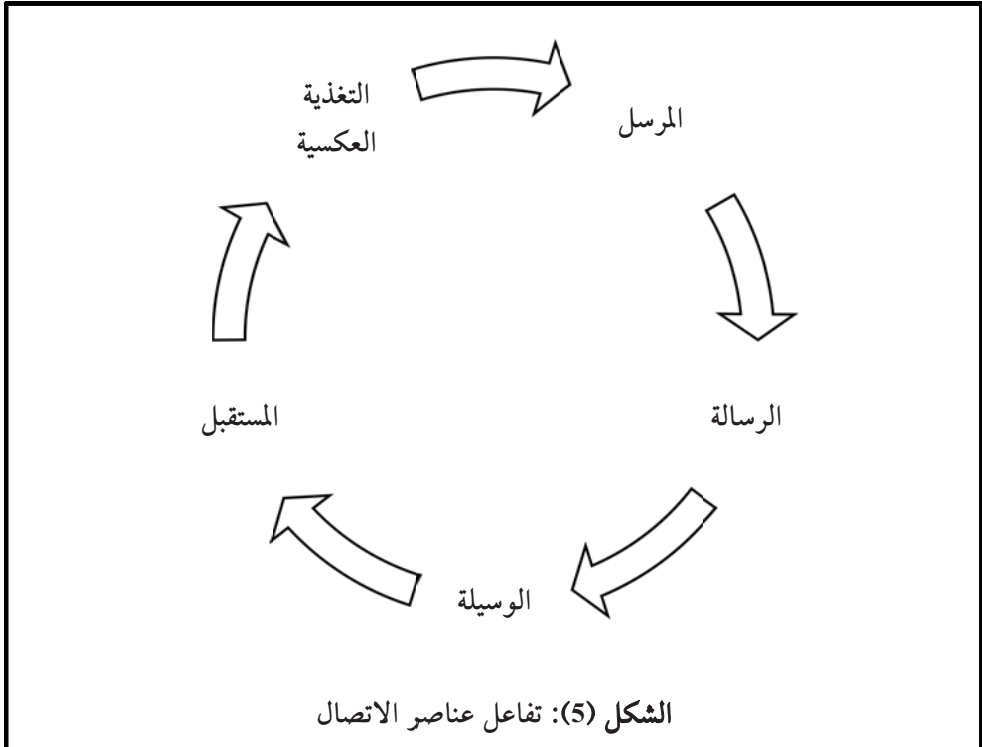 التغذية
العكسية
المرسل
الرسالة
الوسيلة
المستقبل
الشكل (5): تفاعل عناصر الاتصال